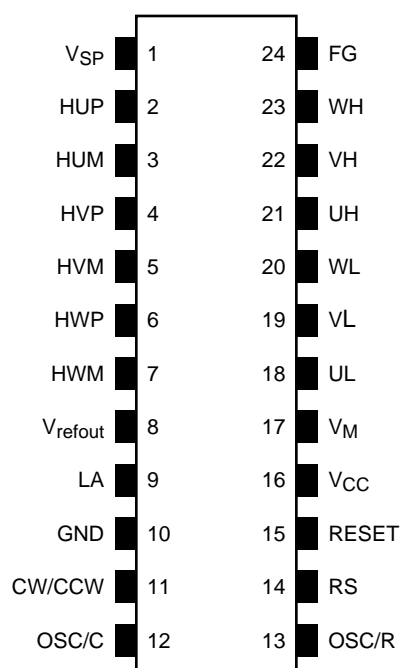 VSP 1 24 FG
HUP 2 23 WH
HUM 3 22 VH
HVP 4 21 UH
HVM 5 20 WL
HWP 6 19 VL
HWM 7 18 UL
Vrefout 8 17 VM
LA 9 16 VCC
GND 10 15 RESET
CW/CCW 11 14 RS
OSC/C 12 13 OSC/R